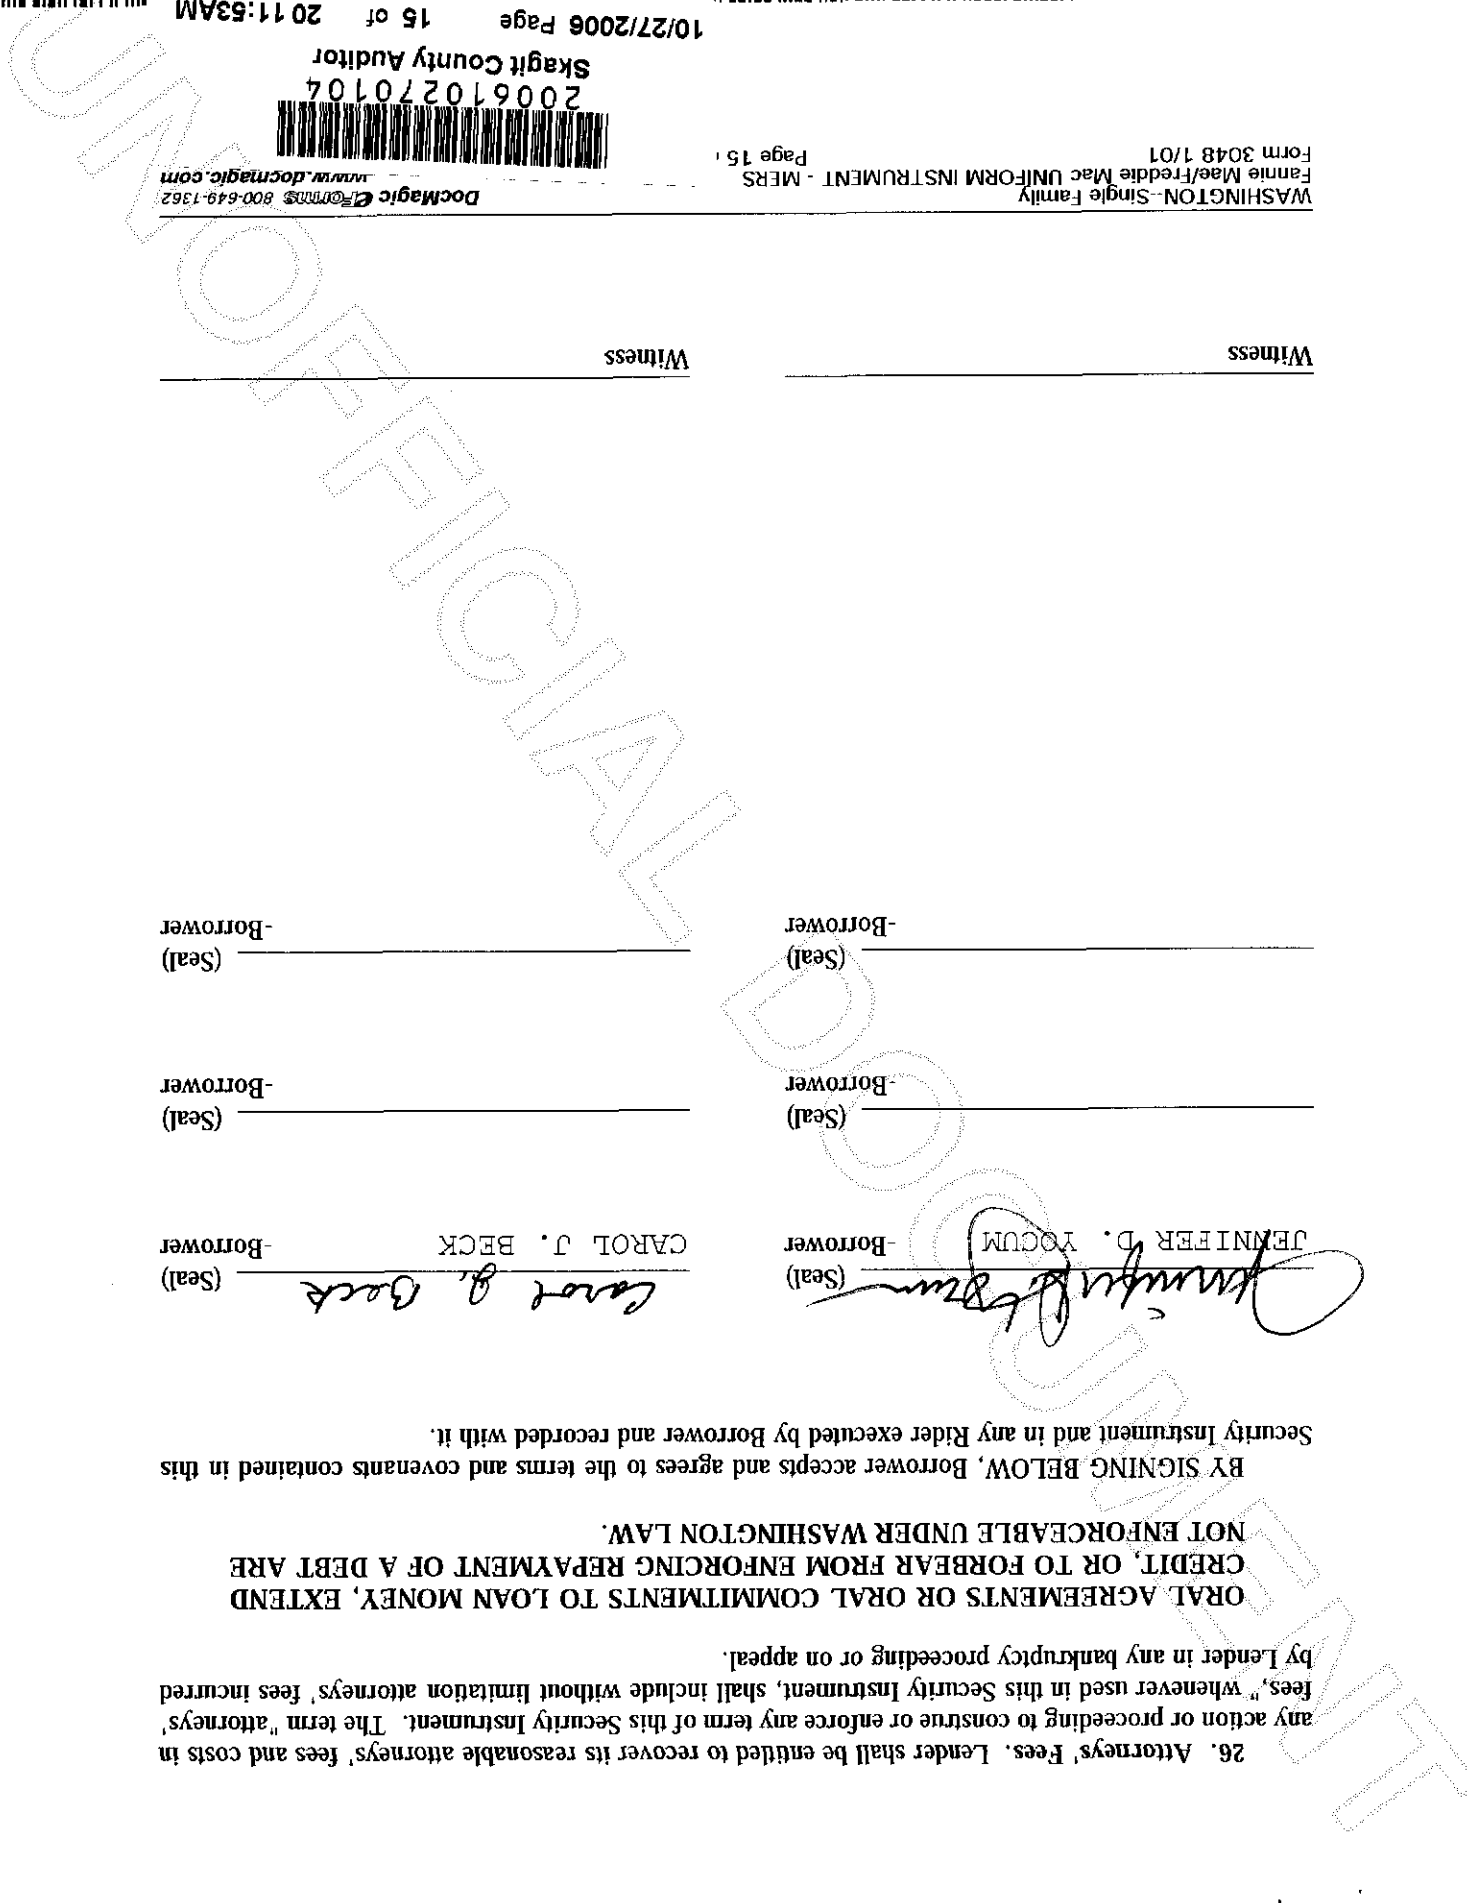 26. Attorneys' Fees. Lender shall be entitled to recover its reasonable attorneys' fees and costs in
any action or proceeding to construe or enforce any term of this Security Instrument. The term "attorneys'
fees," whenever used in this Security Instrument, shall include without limitation attorneys' fees incurred
by Lender in any bankruptcy proceeding or on appeal.
ORAL AGREEMENTS OR ORAL COMMITMENTS TO LOAN MONEY, EXTEND
CREDIT, OR TO FORBEAR FROM ENFORCING REPAYMENT OF A DEBT ARE
NOT ENFORCEABLE UNDER WASHINGTON LAW.
BY SIGNING BELOW, Borrower accepts and agrees to the terms and covenants contained in this
Security Instrument and in any Rider executed by Borrower and recorded with it.
Jennifer D. Yocum (Seal) Carol J. Beck (Seal)
JENNIFER D. YOCUM -Borrower CAROL J. BECK -Borrower
(Seal) (Seal)
-Borrower -Borrower
(Seal) (Seal)
-Borrower -Borrower
Witness Witness
WASHINGTON--Single Family
Fannie Mae/Freddie Mac UNIFORM INSTRUMENT - MERS
Form 3048 1/01 Page 15
DocMagic eForms 800-649-1362
www.docmagic.com
200610270104
Skagit County Auditor
10/27/2006 Page 15 of 20 11:53AM
UNOFFICIAL DOCUMENT